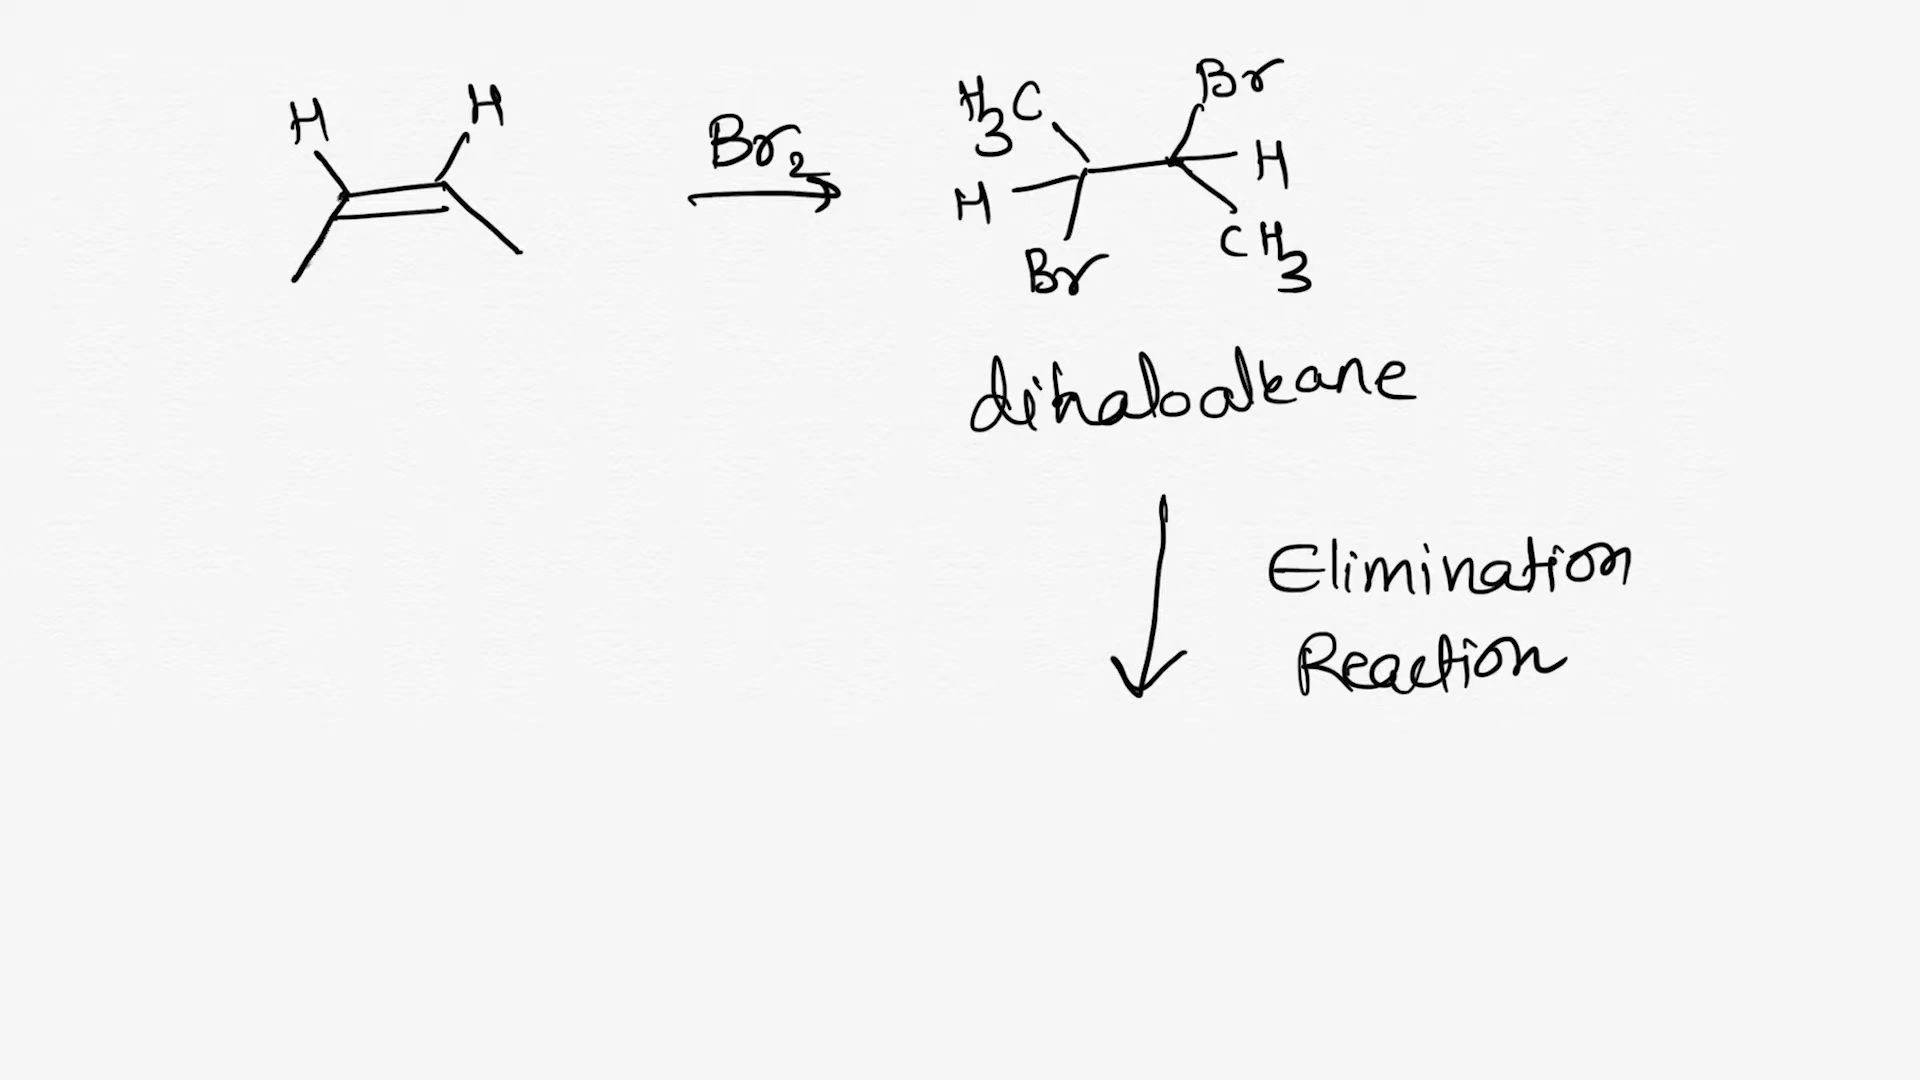 H H
Br₂
H₃C Br
H H
Br CH₃
dihaloalkane
Elimination
Reaction